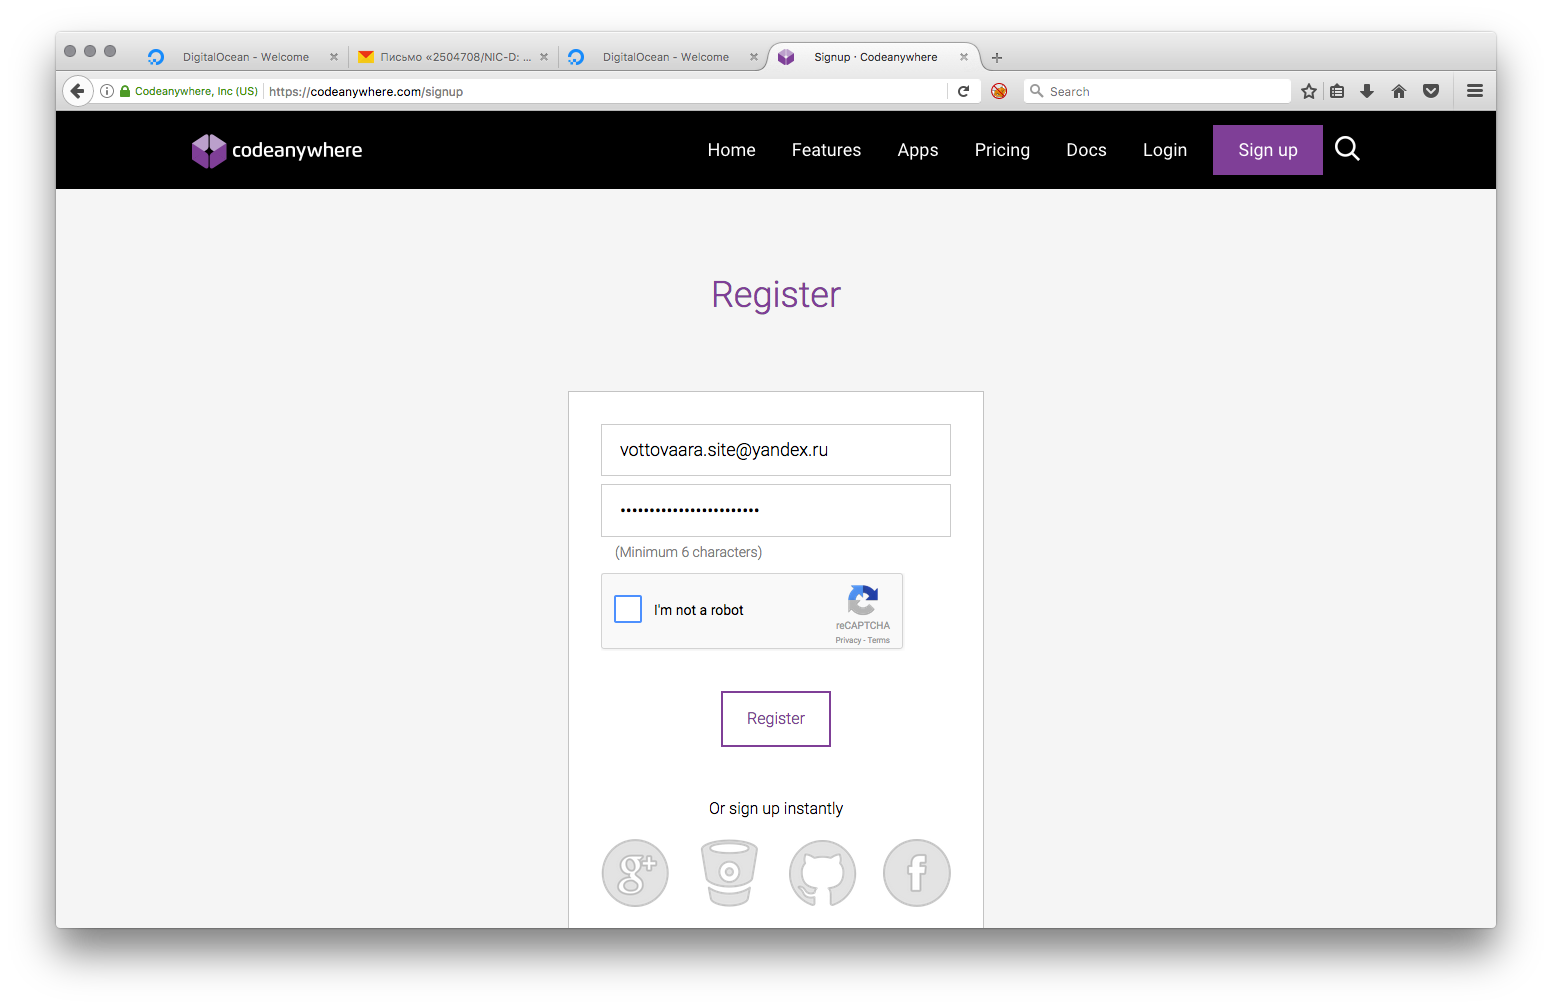 DigitalOcean - Welcome
Письмо «2504708/NIC-D: ...
DigitalOcean - Welcome
Signup · Codeanywhere
Codeanywhere, Inc (US)
https://codeanywhere.com/signup
Search
codeanywhere
Home
Features
Apps
Pricing
Docs
Login
Sign up
Register
vottovaara.site@yandex.ru
(Minimum 6 characters)
I'm not a robot
reCAPTCHA
Privacy - Terms
Register
Or sign up instantly
g+
f